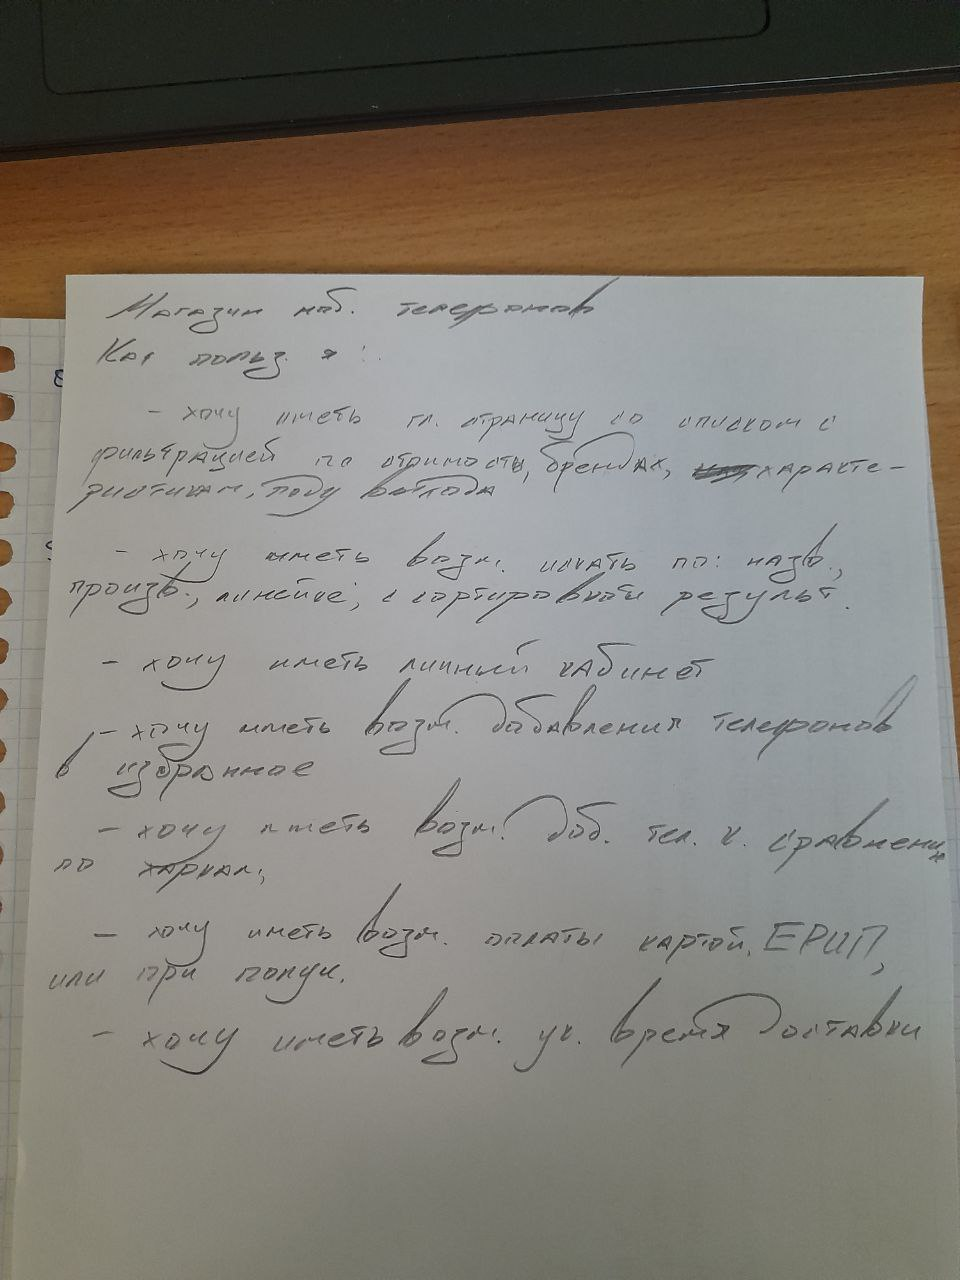 Магазин моб. телефонов
Как польз. я :
- хочу иметь гл. страницу со списком с
фильтрацией по стоимости, брендах, характе-
ристикам, году выхода
- хочу иметь возм. искать по: назв.,
произв., линейке, с сортировкой результ.
- хочу иметь личный кабинет
- хочу иметь возм. добавления телефонов
в избранное
- хочу иметь возм. доб. тел. к. сравнению
по харкам;
- хочу иметь возм. оплаты картой, ЕРИП,
или при получ.
- хочу иметь возм. ук. время доставки